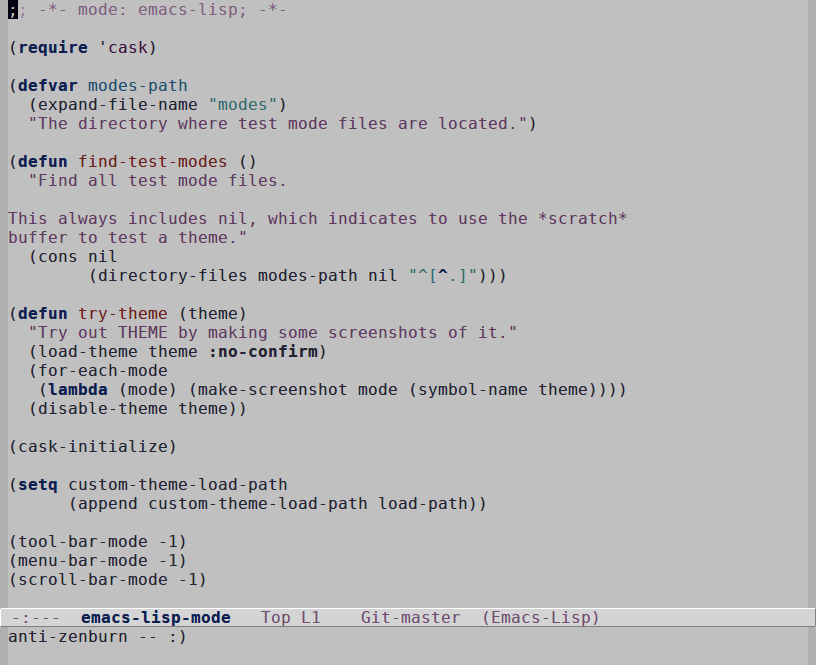 ;; -*- mode: emacs-lisp; -*-

(require 'cask)

(defvar modes-path
  (expand-file-name "modes")
  "The directory where test mode files are located.")

(defun find-test-modes ()
  "Find all test mode files.

This always includes nil, which indicates to use the *scratch*
buffer to test a theme."
  (cons nil
        (directory-files modes-path nil "^[^.]")))

(defun try-theme (theme)
  "Try out THEME by making some screenshots of it."
  (load-theme theme :no-confirm)
  (for-each-mode
   (lambda (mode) (make-screenshot mode (symbol-name theme))))
  (disable-theme theme))

(cask-initialize)

(setq custom-theme-load-path
      (append custom-theme-load-path load-path))

(tool-bar-mode -1)
(menu-bar-mode -1)
(scroll-bar-mode -1)

-:---  emacs-lisp-mode   Top L1    Git-master  (Emacs-Lisp)
anti-zenburn -- :)